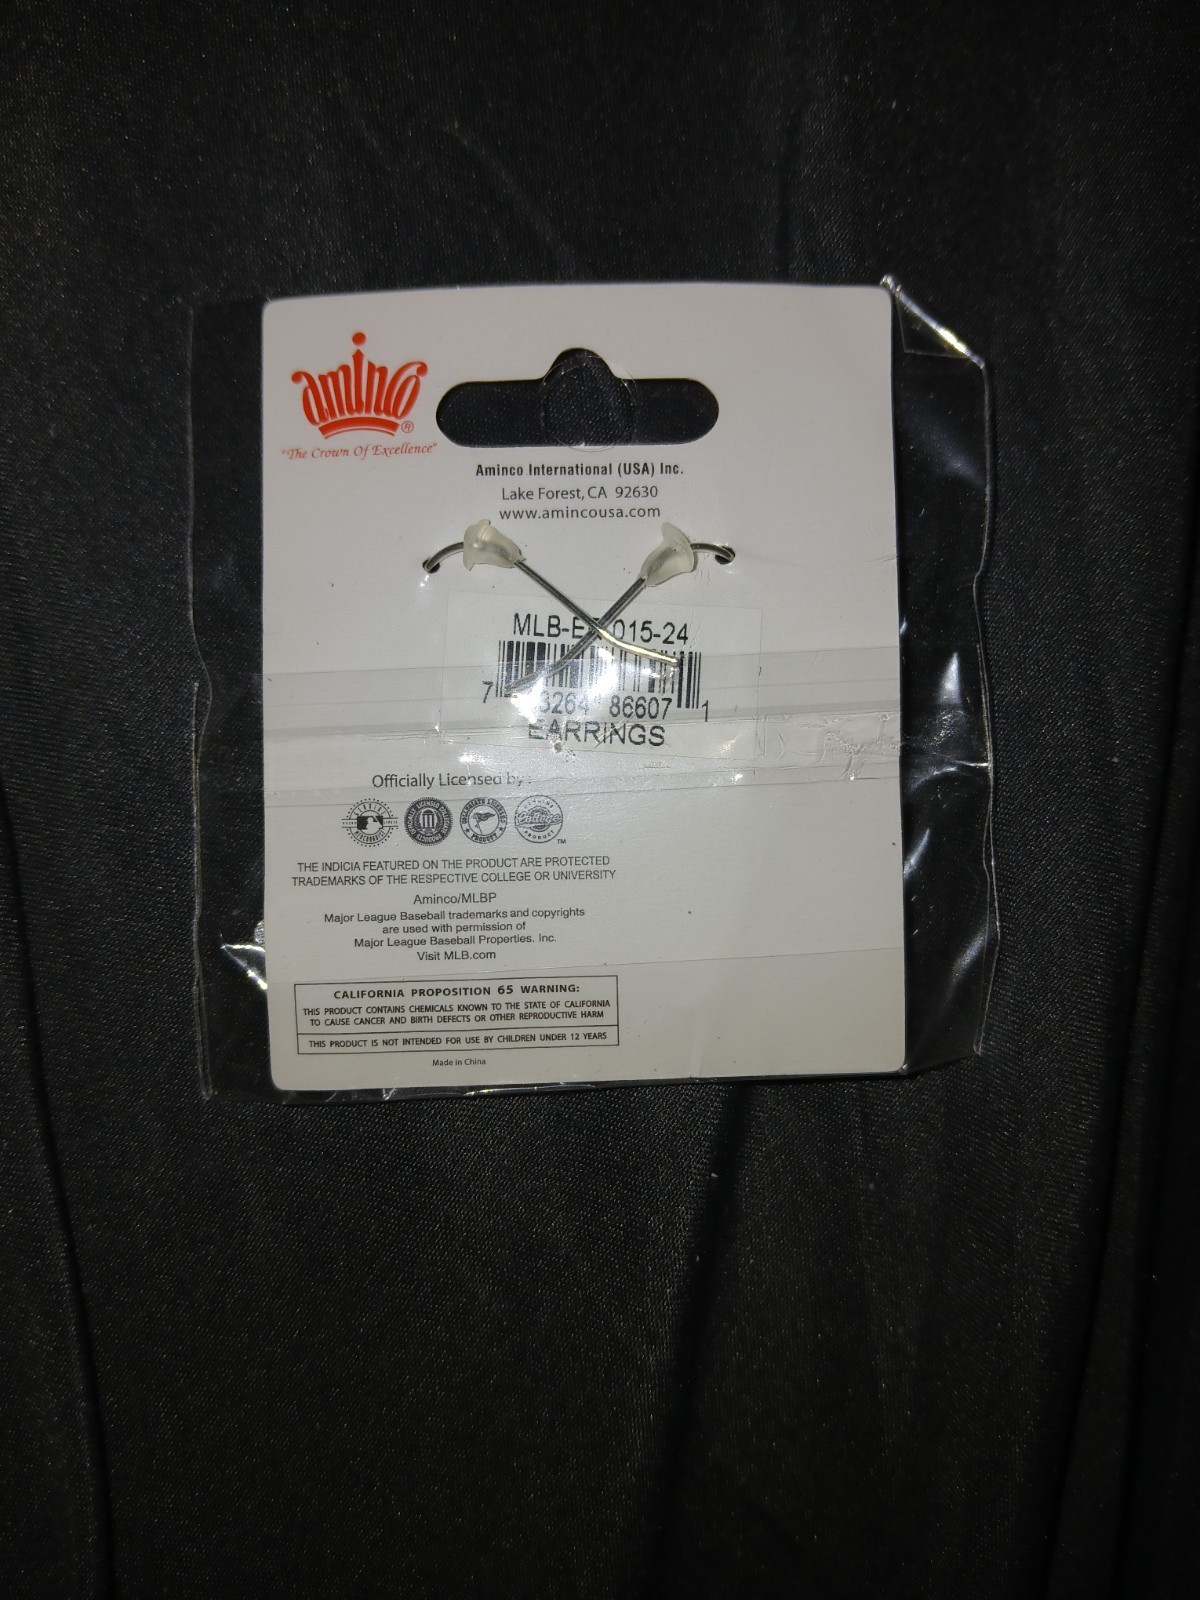 aminco®
"The Crown Of Excellence"
Aminco International (USA) Inc.
Lake Forest, CA 92630
www.amincousa.com
MLB-E 015-24
7 3264 86607 1
EARRINGS
Officially Licensed by:
THE INDICIA FEATURED ON THE PRODUCT ARE PROTECTED
TRADEMARKS OF THE RESPECTIVE COLLEGE OR UNIVERSITY
Aminco/MLBP
Major League Baseball trademarks and copyrights
are used with permission of
Major League Baseball Properties. Inc.
Visit MLB.com
CALIFORNIA PROPOSITION 65 WARNING:
THIS PRODUCT CONTAINS CHEMICALS KNOWN TO THE STATE OF CALIFORNIA
TO CAUSE CANCER AND BIRTH DEFECTS OR OTHER REPRODUCTIVE HARM
THIS PRODUCT IS NOT INTENDED FOR USE BY CHILDREN UNDER 12 YEARS
Made in China